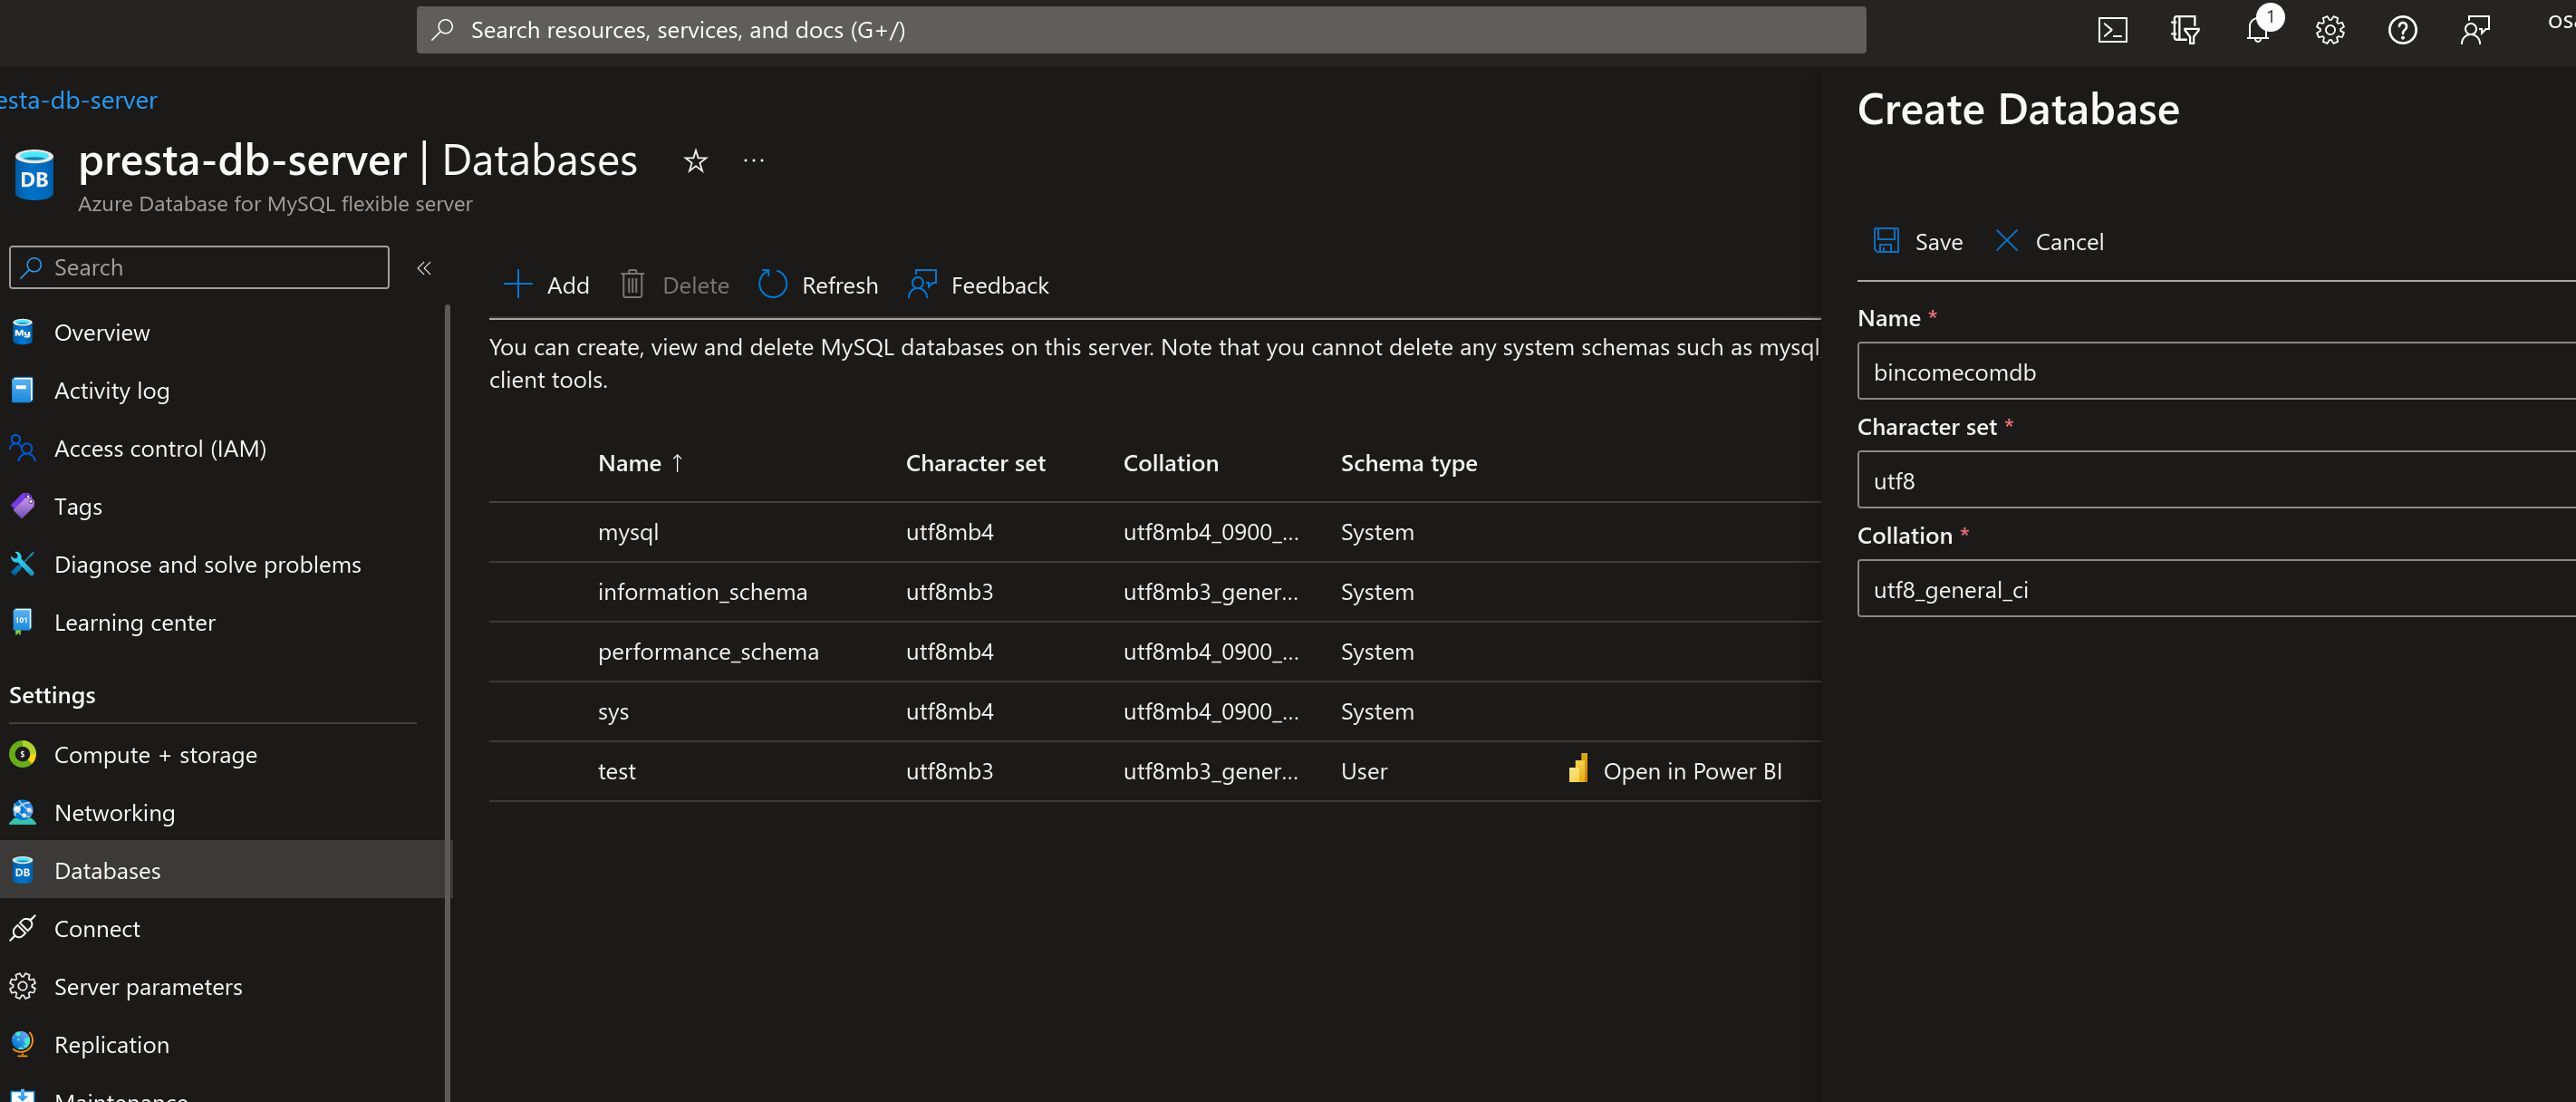 Search resources, services, and docs (G+/)
1
esta-db-server
presta-db-server | Databases
Azure Database for MySQL flexible server
Search
Overview
Activity log
Access control (IAM)
Tags
Diagnose and solve problems
Learning center
Settings
Compute + storage
Networking
Databases
Connect
Server parameters
Replication
Maintenance
Add Delete Refresh Feedback
You can create, view and delete MySQL databases on this server. Note that you cannot delete any system schemas such as mysql,
client tools.
Name ↑ Character set Collation Schema type
mysql utf8mb4 utf8mb4_0900_... System
information_schema utf8mb3 utf8mb3_gener... System
performance_schema utf8mb4 utf8mb4_0900_... System
sys utf8mb4 utf8mb4_0900_... System
test utf8mb3 utf8mb3_gener... User Open in Power BI
Create Database
Save Cancel
Name *
bincomecomdb
Character set *
utf8
Collation *
utf8_general_ci